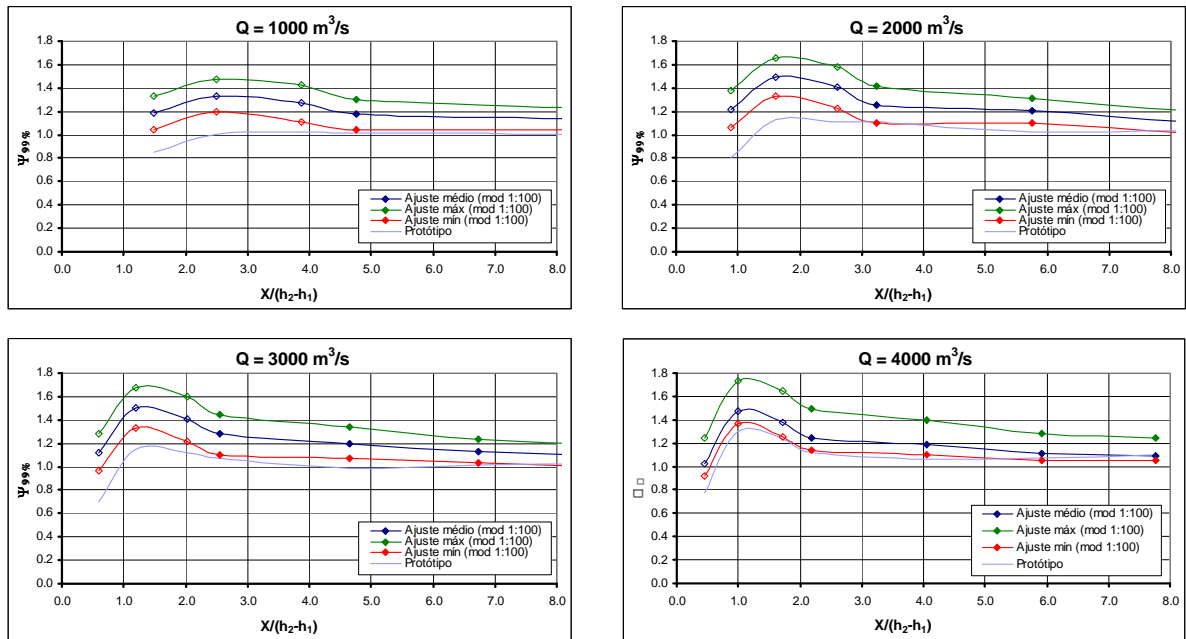 Q = 1000 m³/s
1.8
1.6
1.4
1.2
1.0
0.8
0.6
0.4
0.2
0.0
Ψ99%
Ajuste médio (mod 1:100)
Ajuste máx (mod 1:100)
Ajuste mín (mod 1:100)
Protótipo
0.0 1.0 2.0 3.0 4.0 5.0 6.0 7.0 8.0
X/(h₂-h₁)
Q = 2000 m³/s
1.8
1.6
1.4
1.2
1.0
0.8
0.6
0.4
0.2
0.0
Ψ99%
Ajuste médio (mod 1:100)
Ajuste máx (mod 1:100)
Ajuste mín (mod 1:100)
Protótipo
0.0 1.0 2.0 3.0 4.0 5.0 6.0 7.0 8.0
X/(h₂-h₁)
Q = 3000 m³/s
1.8
1.6
1.4
1.2
1.0
0.8
0.6
0.4
0.2
0.0
Ψ99%
Ajuste médio (mod 1:100)
Ajuste máx (mod 1:100)
Ajuste mín (mod 1:100)
Protótipo
0.0 1.0 2.0 3.0 4.0 5.0 6.0 7.0 8.0
X/(h₂-h₁)
Q = 4000 m³/s
1.8
1.6
1.4
1.2
1.0
0.8
0.6
0.4
0.2
0.0
Ajuste médio (mod 1:100)
Ajuste máx (mod 1:100)
Ajuste mín (mod 1:100)
Protótipo
0.0 1.0 2.0 3.0 4.0 5.0 6.0 7.0 8.0
X/(h₂-h₁)